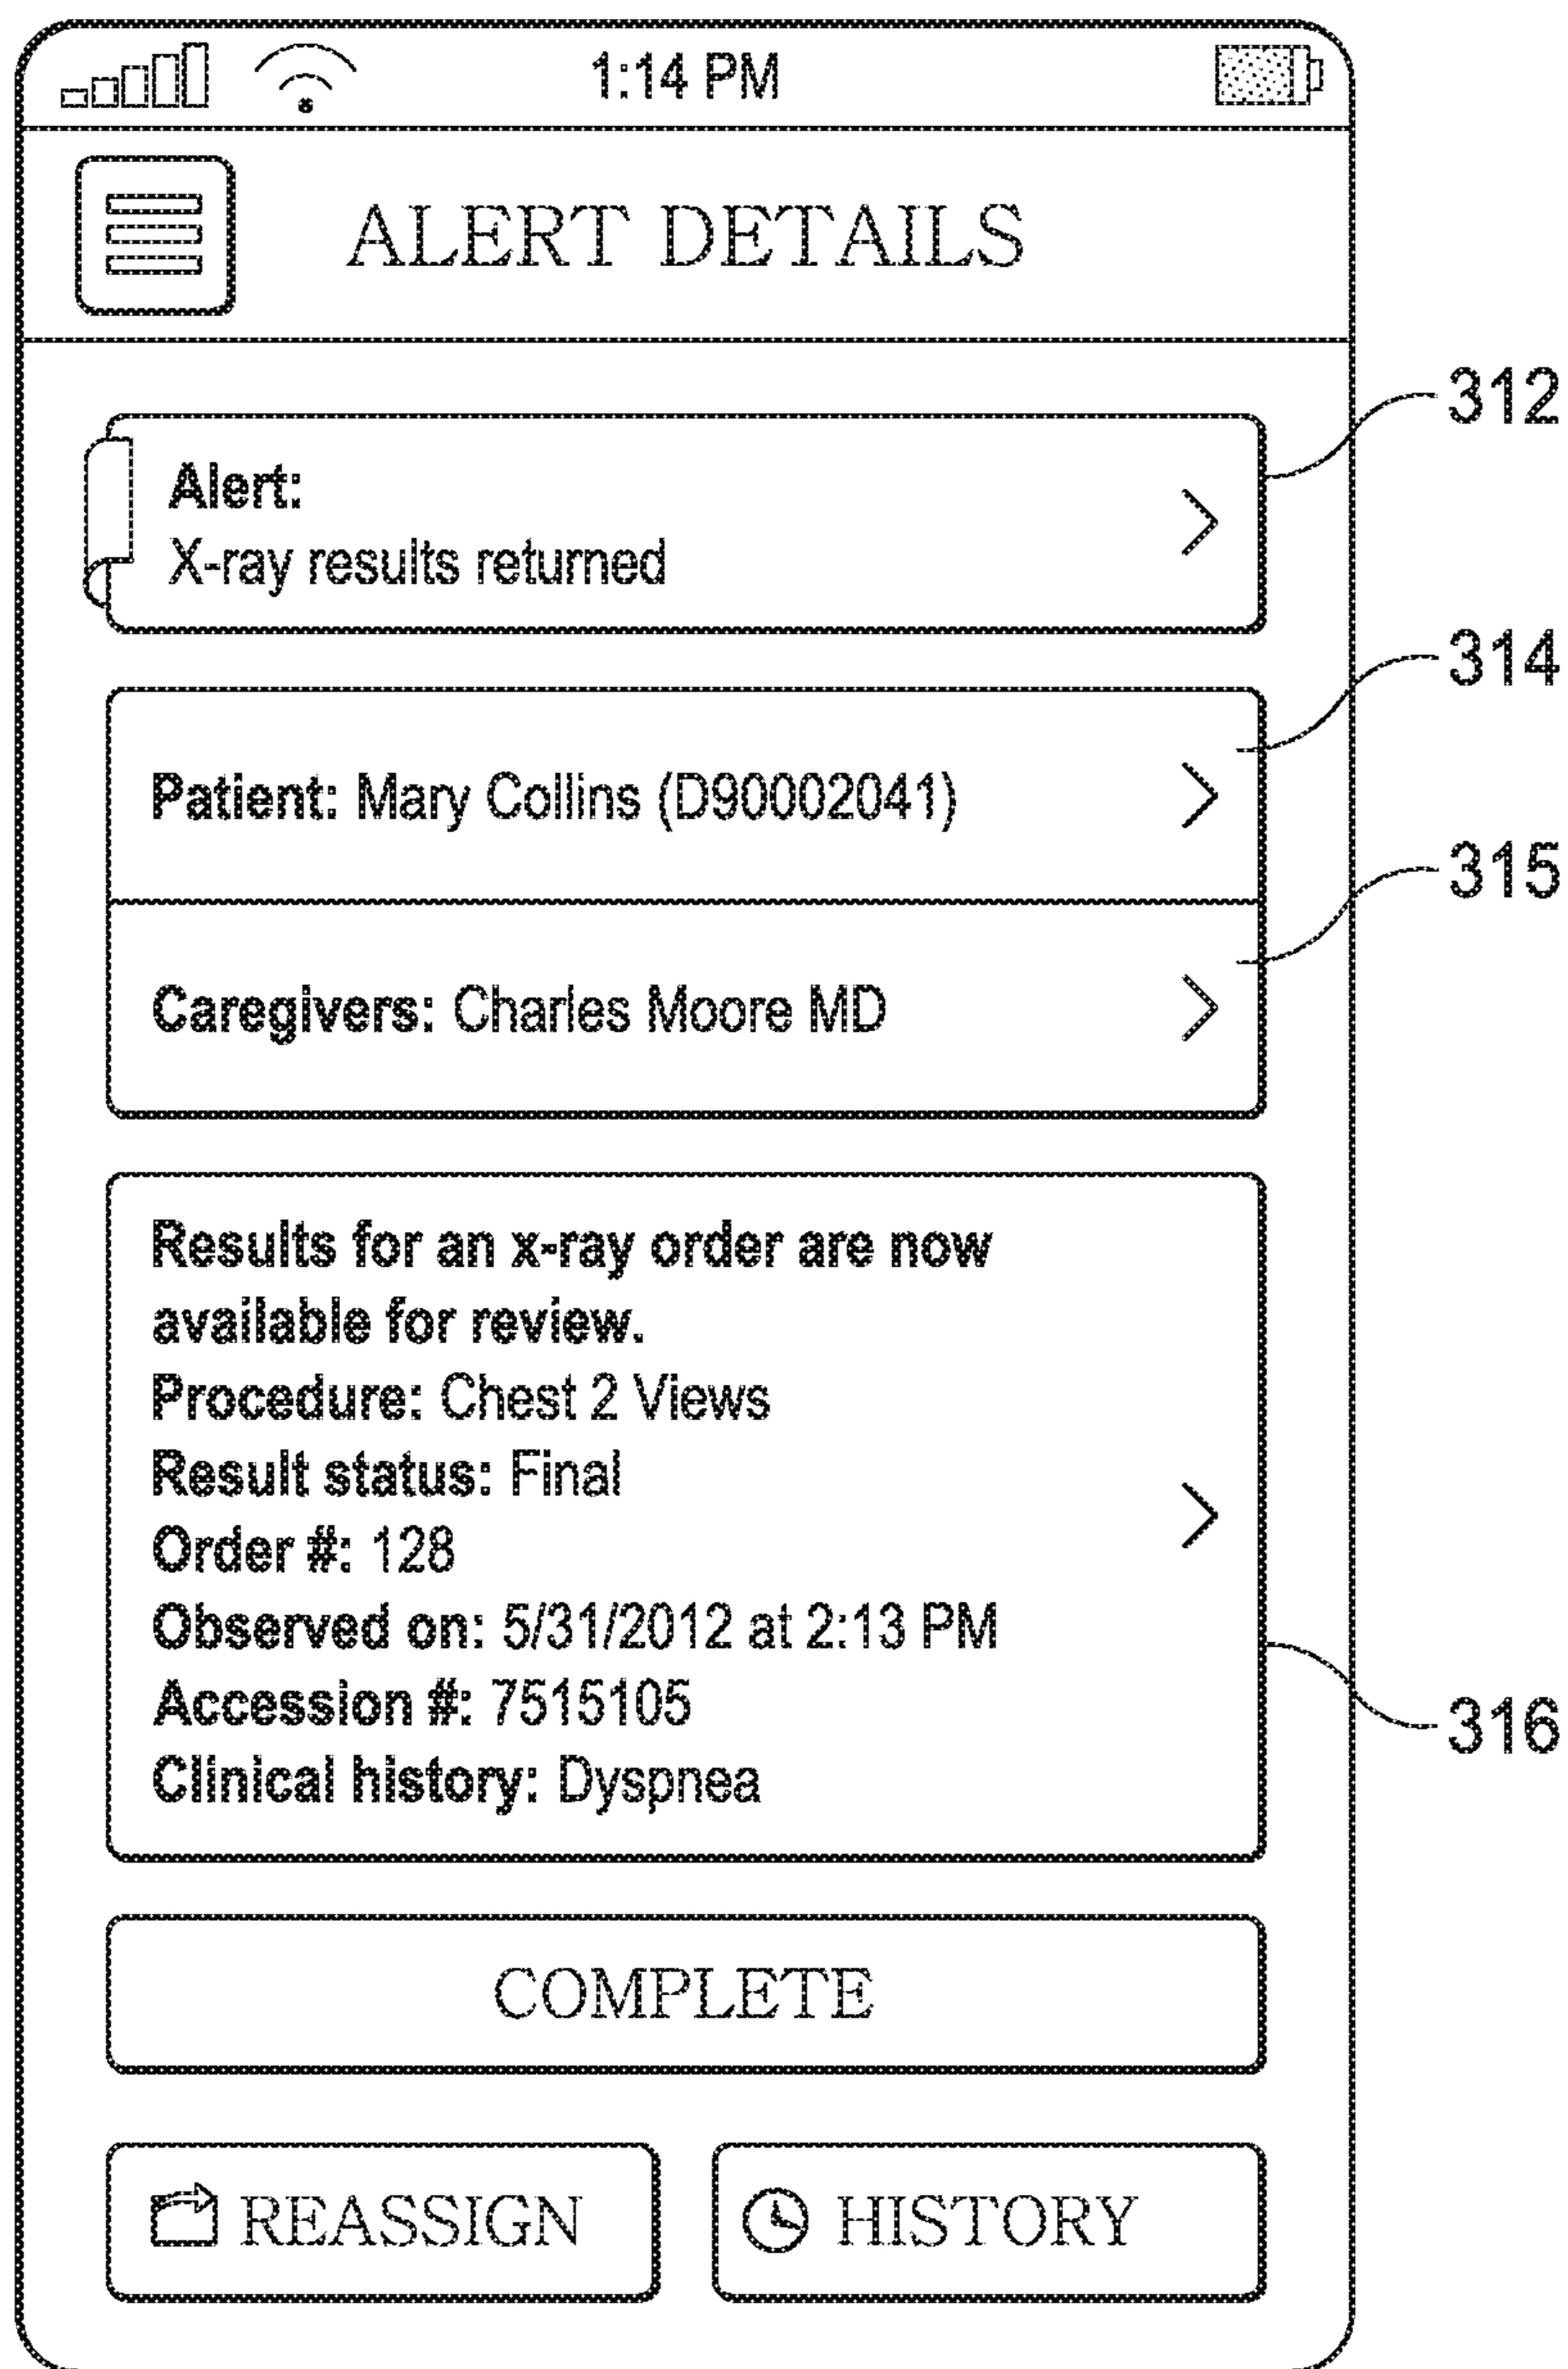 1:14 PM
ALERT DETAILS
312
Alert:
X-ray results returned
314
Patient: Mary Collins (D90002041)
315
Caregivers: Charles Moore MD
Results for an x-ray order are now
available for review.
Procedure: Chest 2 Views
Result status: Final
Order #: 128
Observed on: 5/31/2012 at 2:13 PM
Accession #: 7515105
316
Clinical history: Dyspnea
COMPLETE
REASSIGN
HISTORY